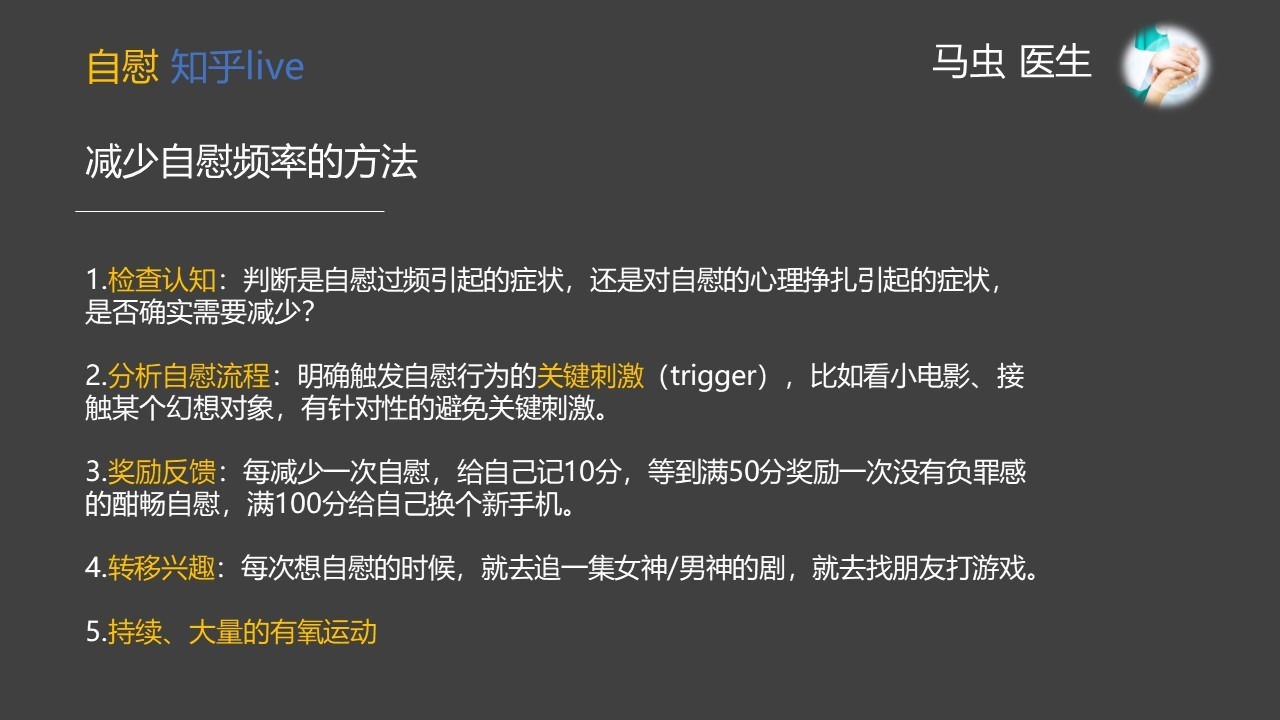 自慰 知乎live
马虫 医生
减少自慰频率的方法
1.检查认知：判断是自慰过频引起的症状，还是对自慰的心理挣扎引起的症状，
是否确实需要减少？
2.分析自慰流程：明确触发自慰行为的关键刺激（trigger），比如看小电影、接
触某个幻想对象，有针对性的避免关键刺激。
3.奖励反馈：每减少一次自慰，给自己记10分，等到满50分奖励一次没有负罪感
的酣畅自慰，满100分给自己换个新手机。
4.转移兴趣：每次想自慰的时候，就去追一集女神/男神的剧，就去找朋友打游戏。
5.持续、大量的有氧运动